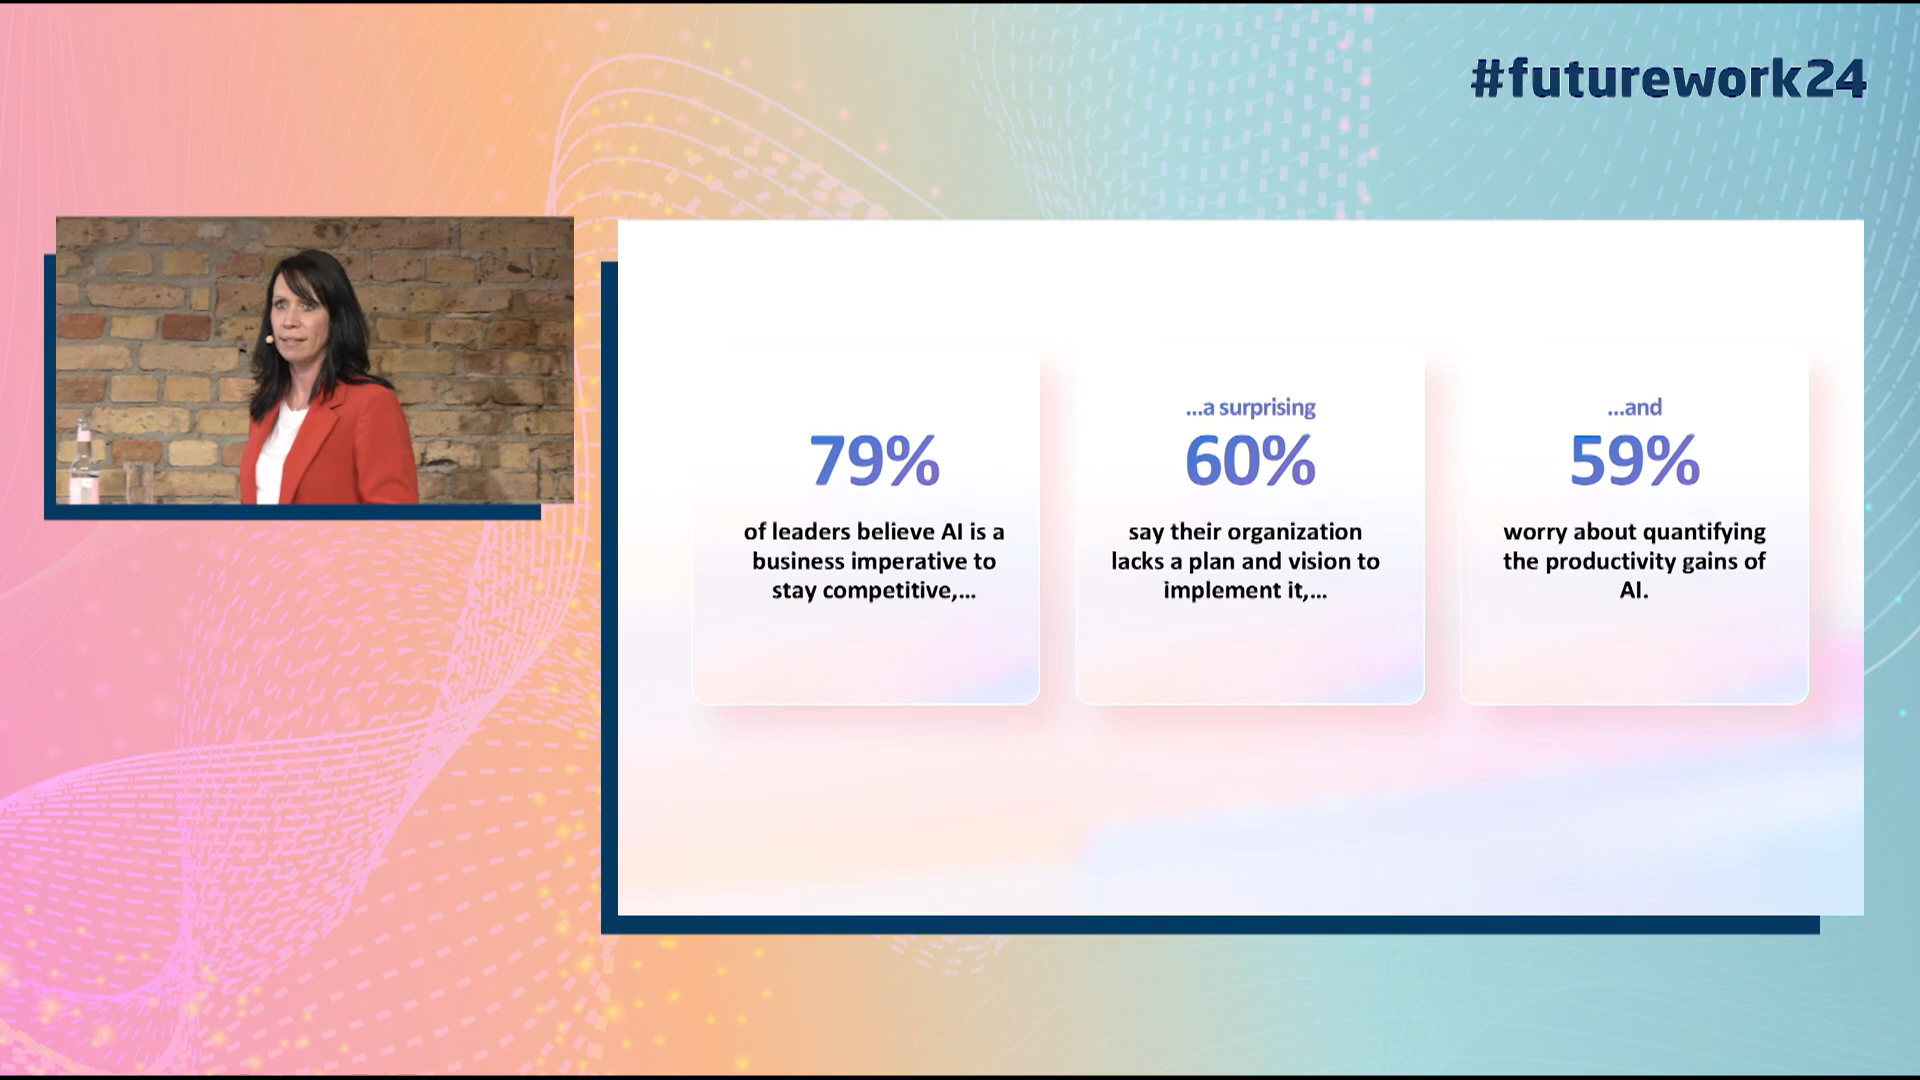 #futurework24
79%
of leaders believe AI is a
business imperative to
stay competitive,...
...a surprising
60%
say their organization
lacks a plan and vision to
implement it,...
...and
59%
worry about quantifying
the productivity gains of
AI.